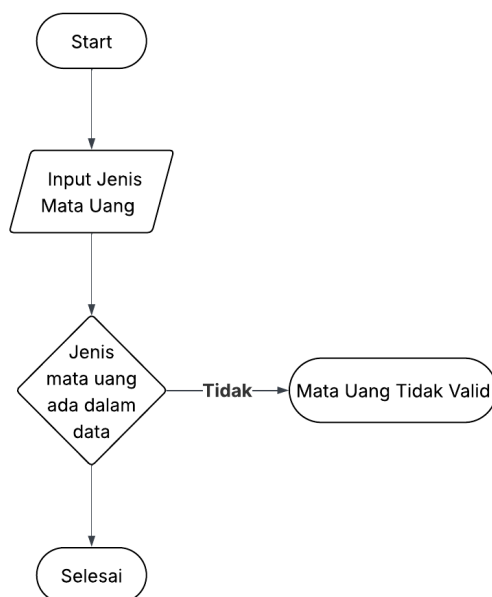 Start
Input Jenis
Mata Uang
Jenis
mata uang
ada dalam
data
Tidak
Mata Uang Tidak Valid
Selesai